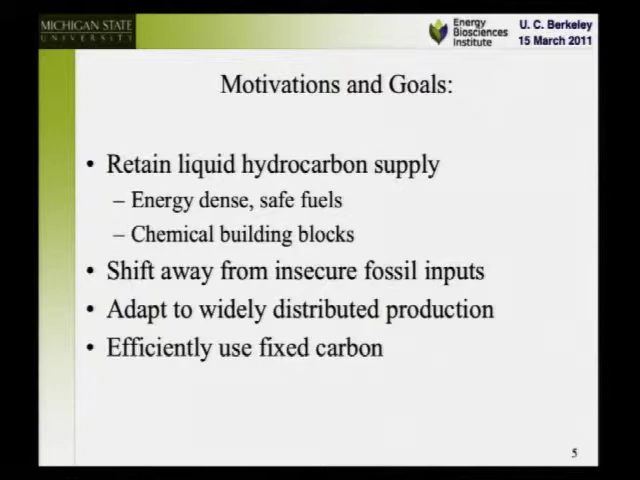 MICHIGAN STATE
UNIVERSITY
Energy
Biosciences
Institute
U. C. Berkeley
15 March 2011
Motivations and Goals:
• Retain liquid hydrocarbon supply
– Energy dense, safe fuels
– Chemical building blocks
• Shift away from insecure fossil inputs
• Adapt to widely distributed production
• Efficiently use fixed carbon
5